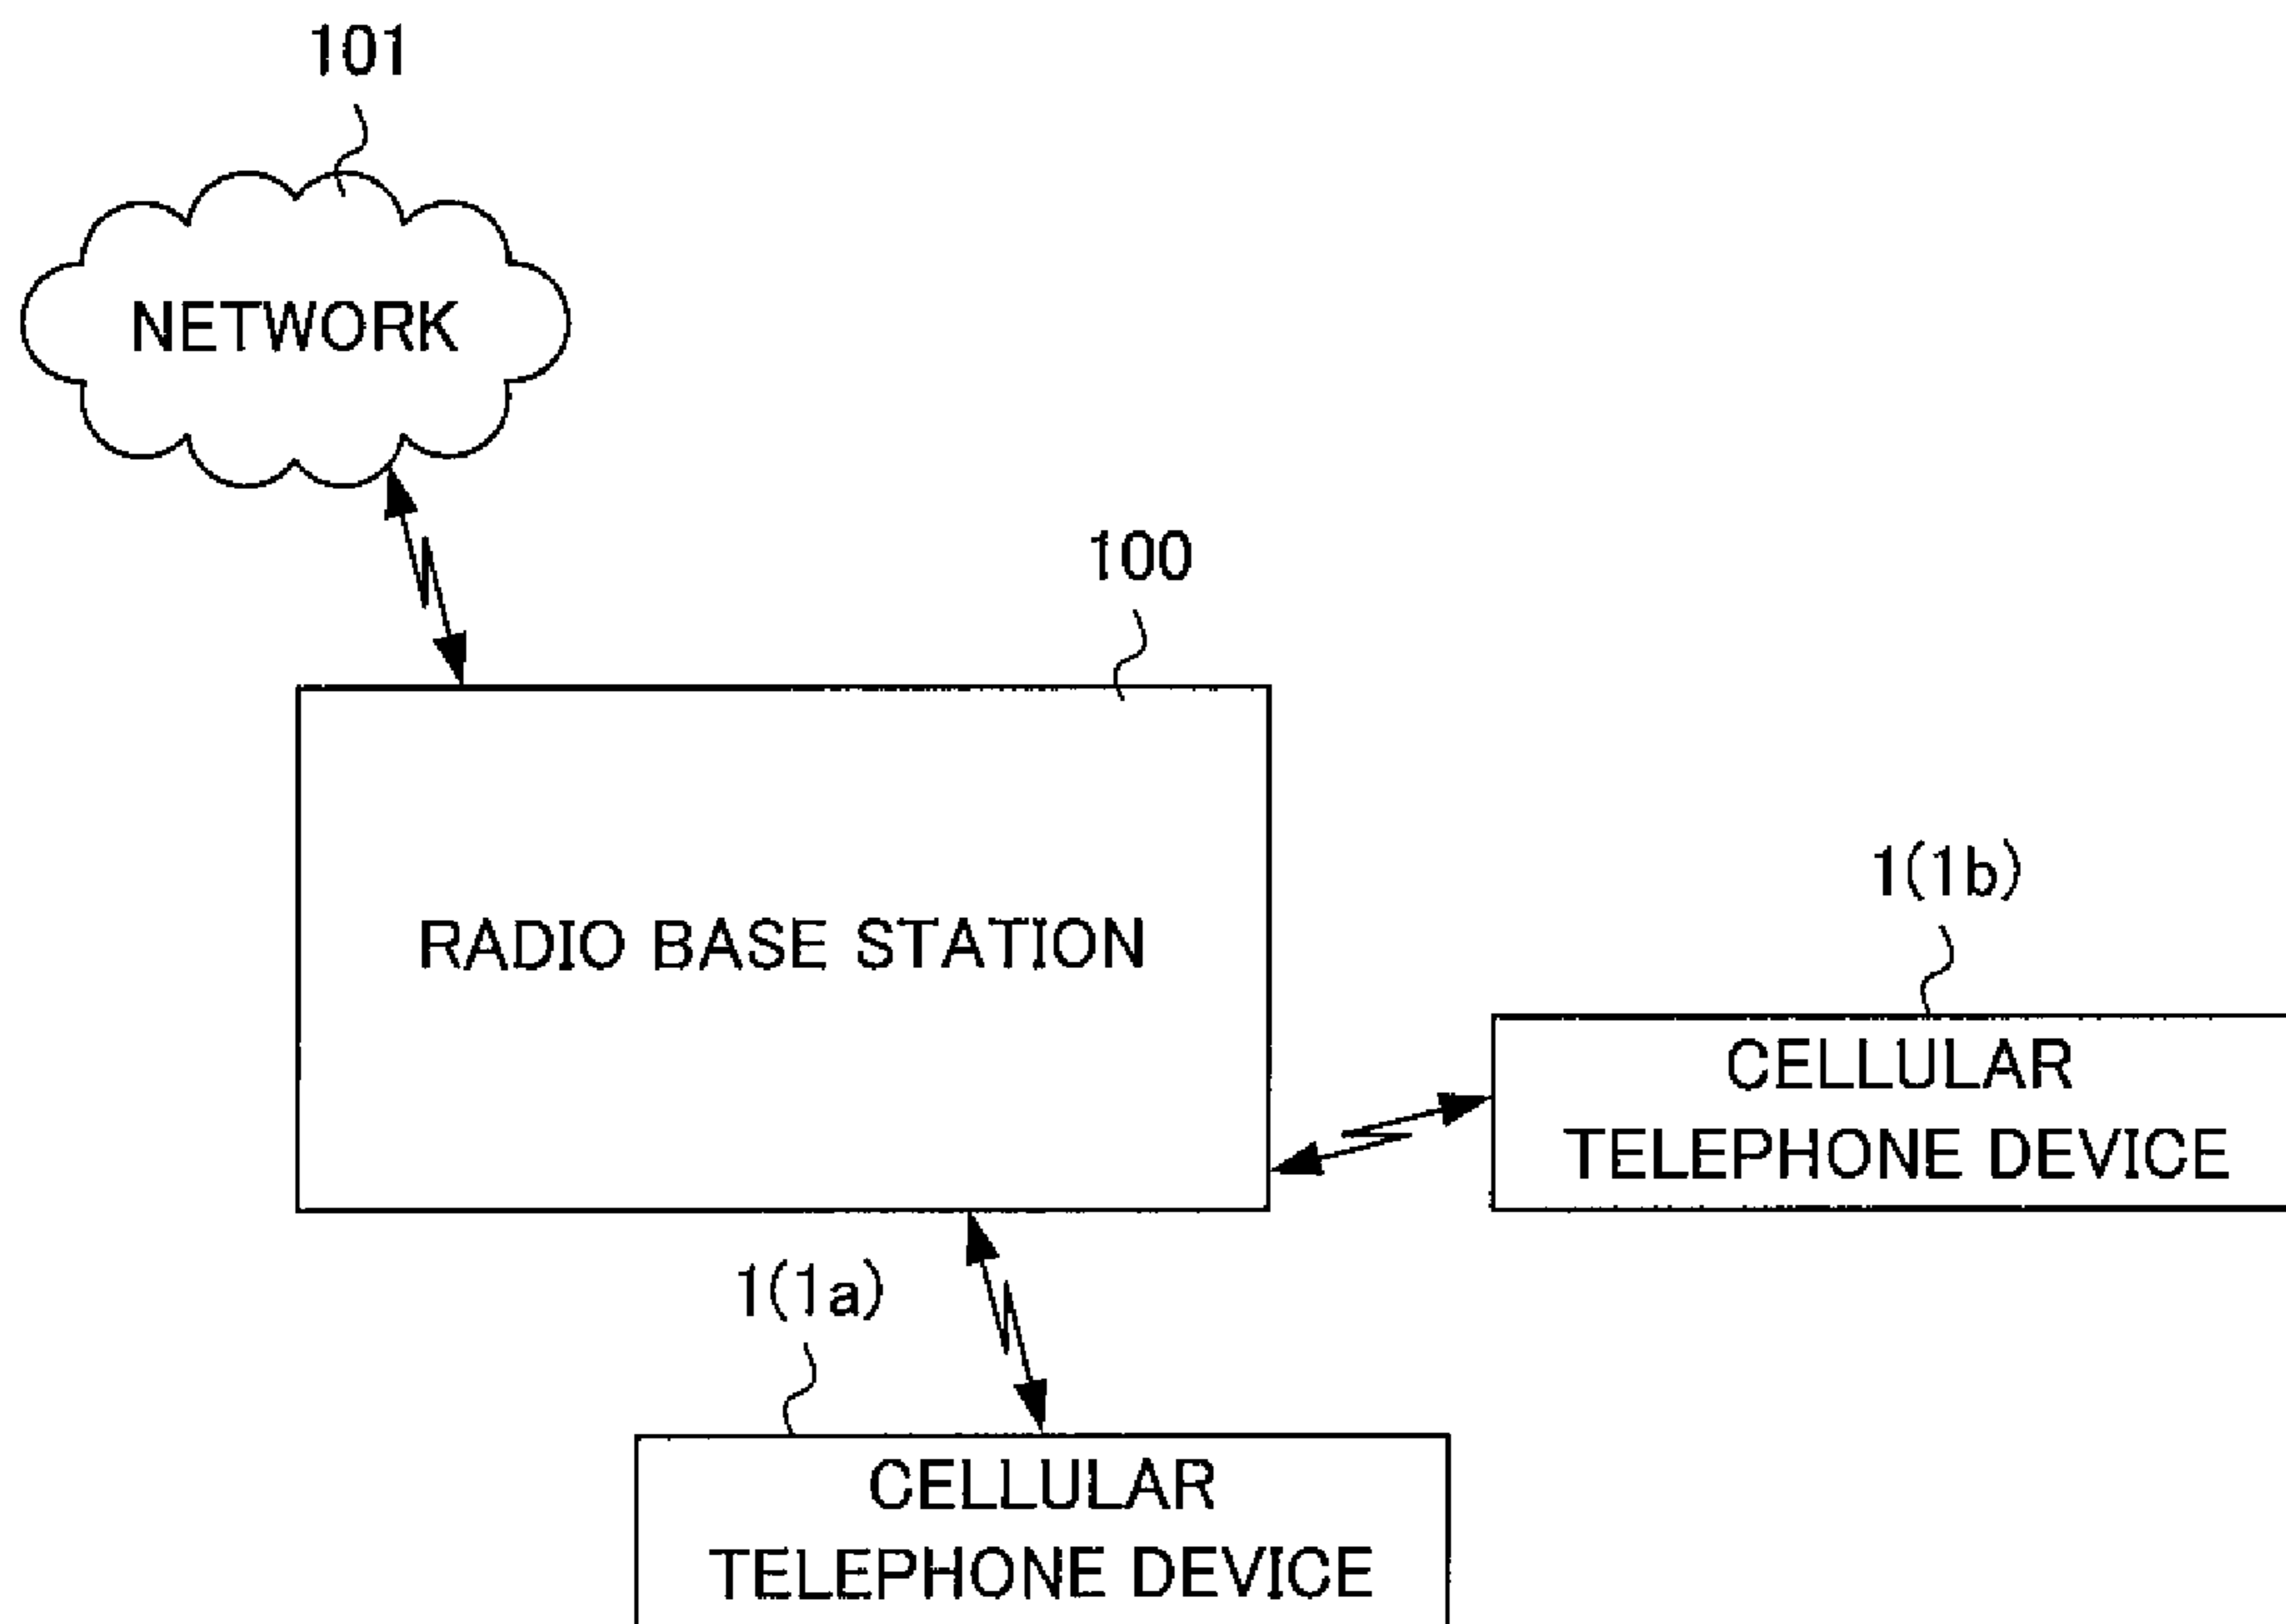 101
NETWORK
100
RADIO BASE STATION
1(1b)
CELLULAR
TELEPHONE DEVICE
1(1a)
CELLULAR
TELEPHONE DEVICE